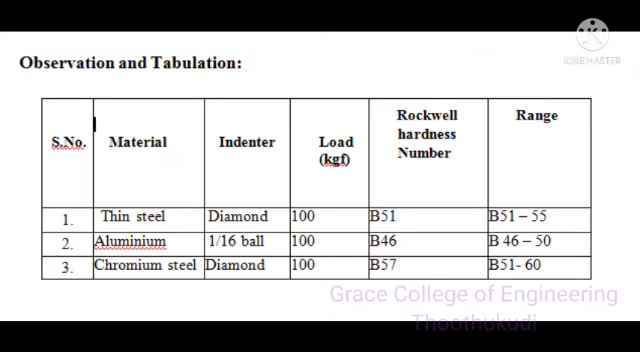 KINEMASTER
Observation and Tabulation:
S.No. Material Indenter Load (kgf) Rockwell hardness Number Range
1. Thin steel Diamond 100 B51 B51 – 55
2. Aluminium 1/16 ball 100 B46 B 46 – 50
3. Chromium steel Diamond 100 B57 B51- 60
Grace College of Engineering
Thoothukudi